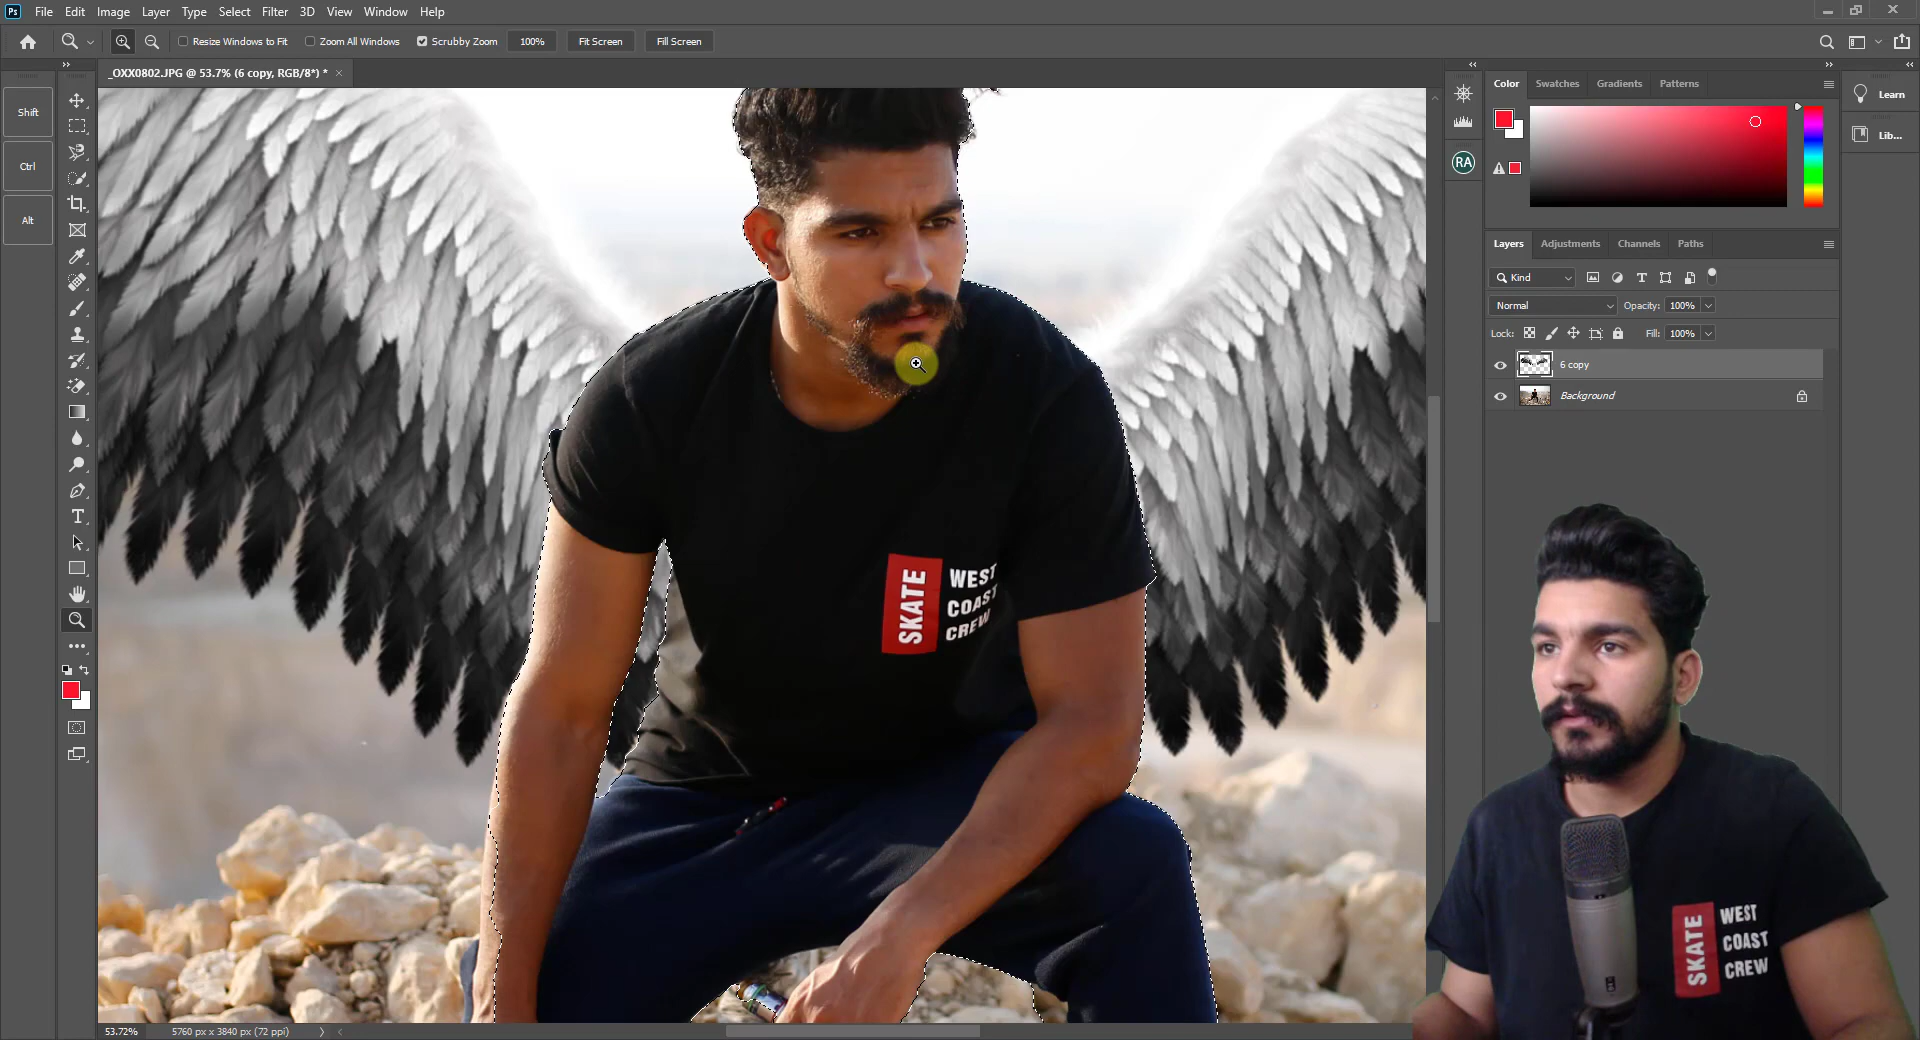 Ps File Edit Image Layer Type Select Filter 3D View Window Help
Resize Windows to Fit Zoom All Windows Scrubby Zoom 100% Fit Screen Fill Screen
_OXX0802.JPG @ 53.7% (6 copy, RGB/8*) *
Shift
Ctrl
Alt
T
SKATE
WEST
COAST
CREW
53.72% 5760 px x 3840 px (72 ppi)
RA
Color Swatches Gradients Patterns
Learn
Lib...
Layers Adjustments Channels Paths
Kind
T
Normal Opacity: 100%
Lock: Fill: 100%
6 copy
Background
SKATE
WEST
COAST
CREW